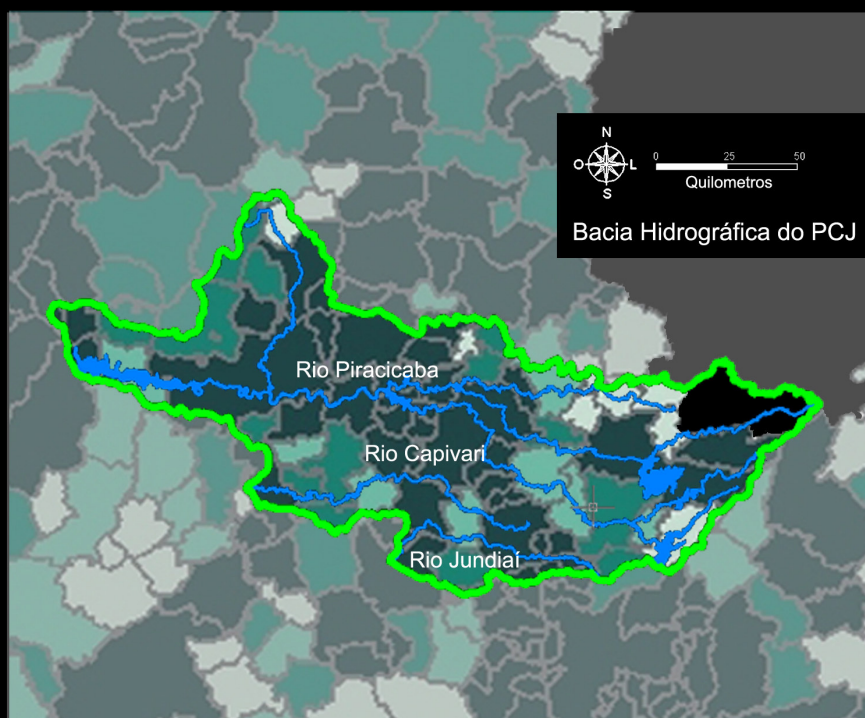 N
O L
S
0 25 50
Quilometros
Bacia Hidrográfica do PCJ
Rio Piracicaba
Rio Capivari
Rio Jundiaí